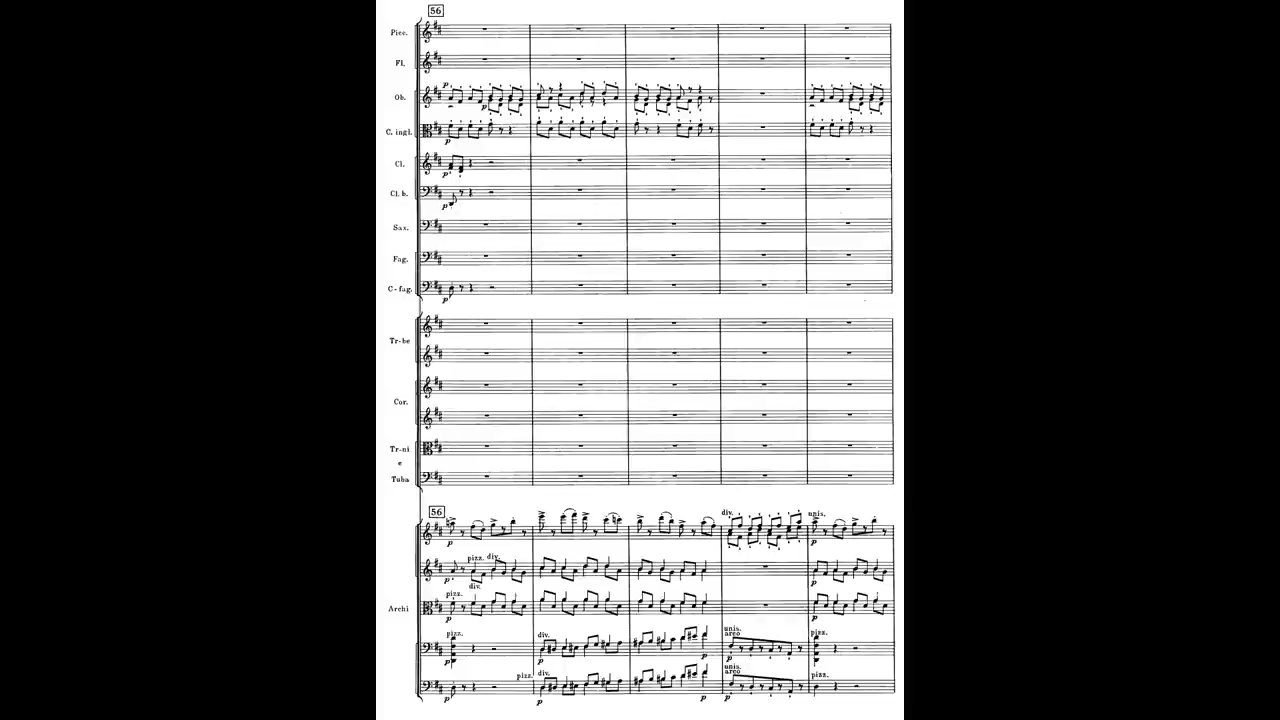 56
Picc.
Fl.
Ob.
p
p
C. ingl.
p
Cl.
p
Cl. b.
p
Sax.
Fag.
C-fag.
p
Tr-be
Cor.
Tr-ni
e
Tuba
56
div.
unis.
p
p
pizz. div.
p
div.
pizz.
Archi
p
p
pizz.
div.
unis.
arco
pizz.
p
p
p
p
pizz. div.
unis.
arco
pizz.
p
p
p